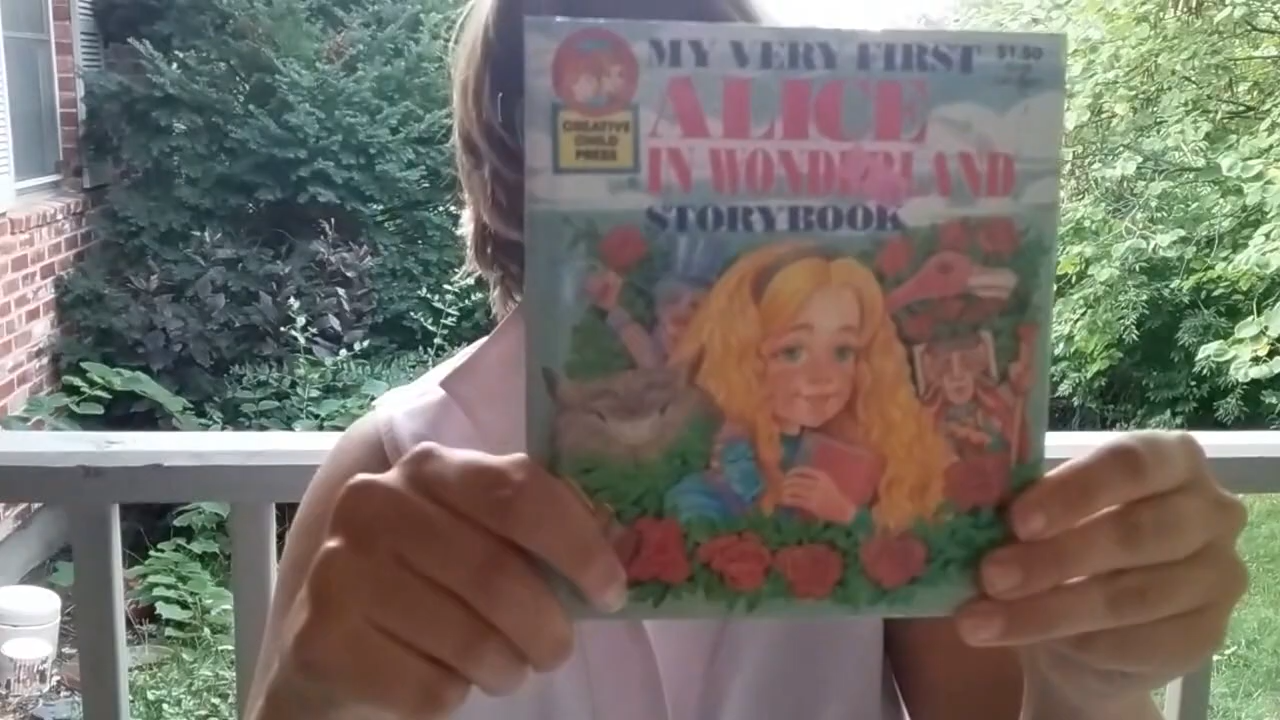 MY VERY FIRST
$1.50
ALICE
IN WONDERLAND
STORYBOOK
CREATIVE
CHILD
PRESS